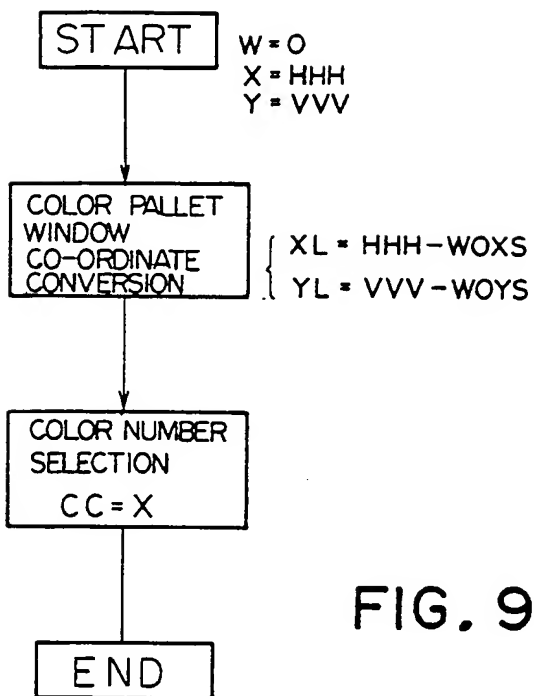 START
W = 0
X = HHH
Y = VVV
COLOR PALLET
WINDOW
CO-ORDINATE
CONVERSION
XL = HHH-WOXS
YL = VVV-WOYS
COLOR NUMBER
SELECTION
CC = X
END
FIG. 9